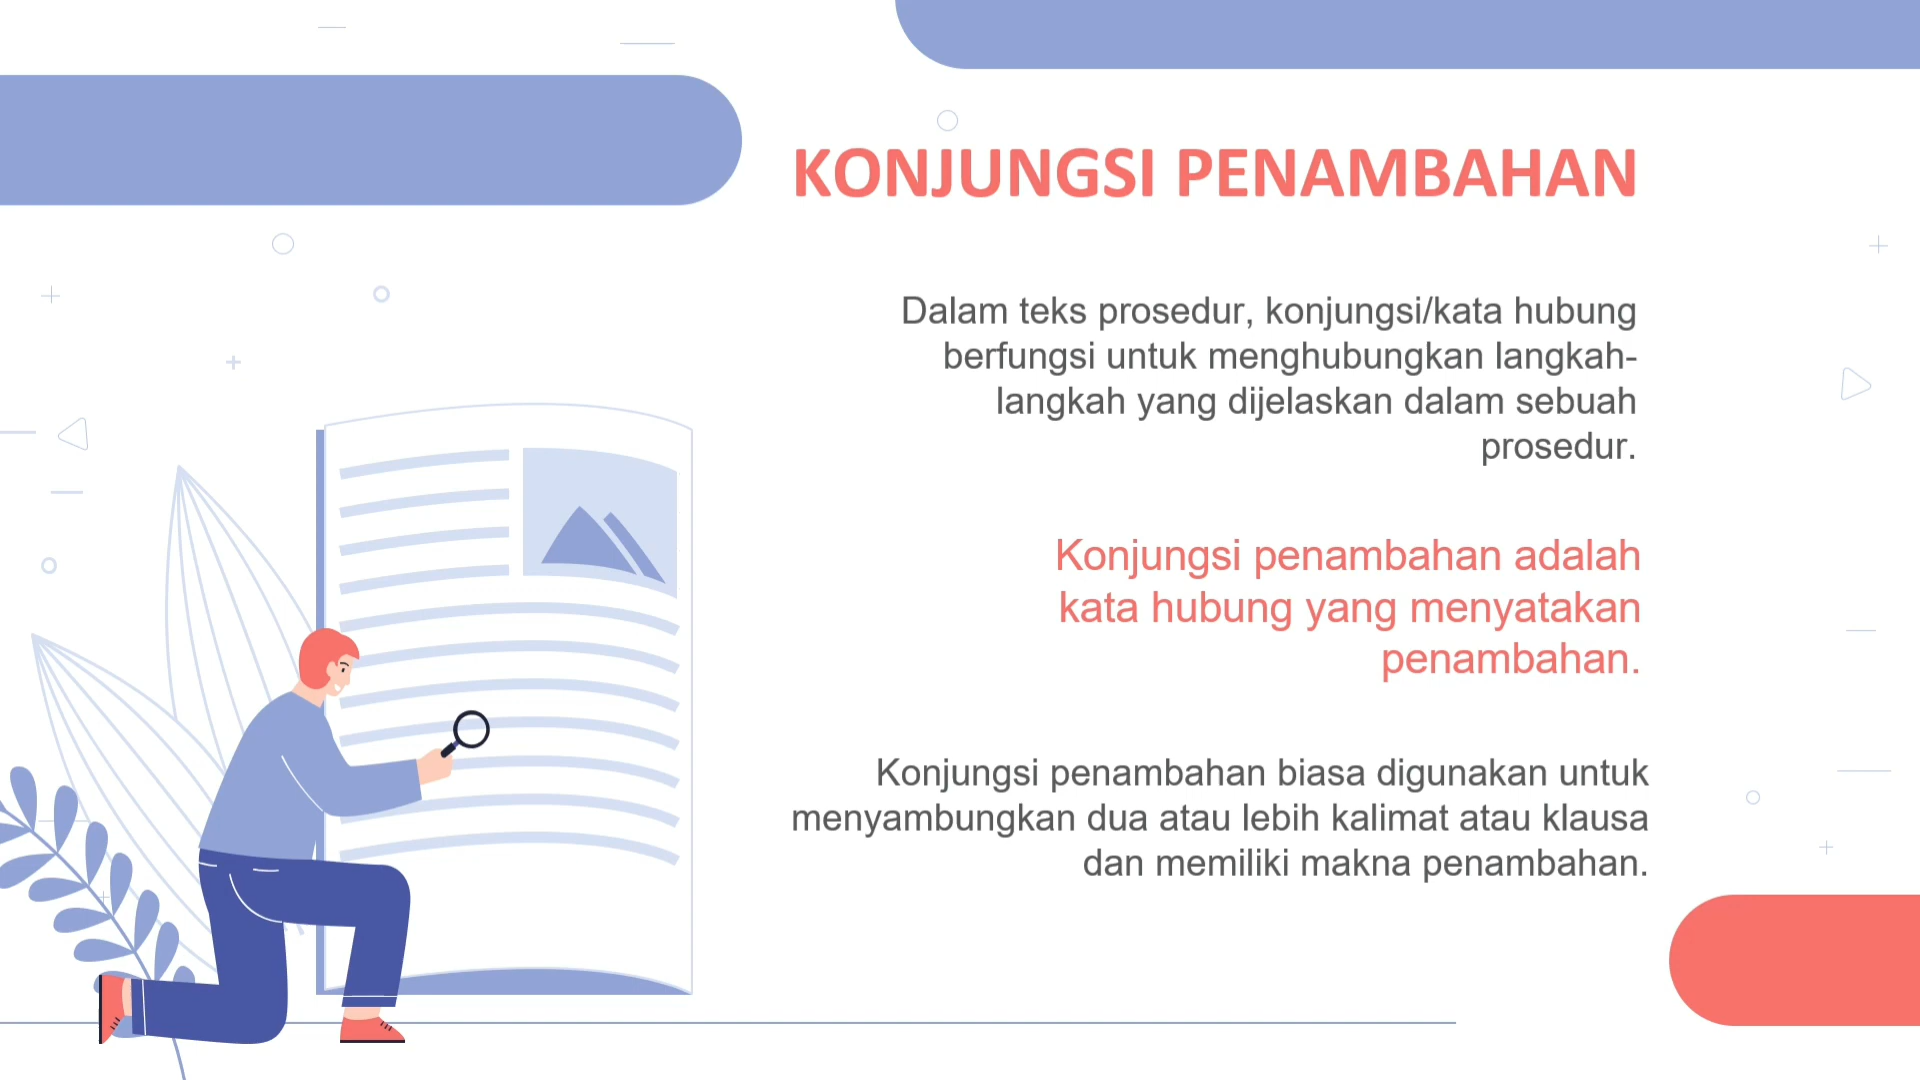 KONJUNGSI PENAMBAHAN
Dalam teks prosedur, konjungsi/kata hubung
berfungsi untuk menghubungkan langkah-
langkah yang dijelaskan dalam sebuah
prosedur.
Konjungsi penambahan adalah
kata hubung yang menyatakan
penambahan.
Konjungsi penambahan biasa digunakan untuk
menyambungkan dua atau lebih kalimat atau klausa
dan memiliki makna penambahan.